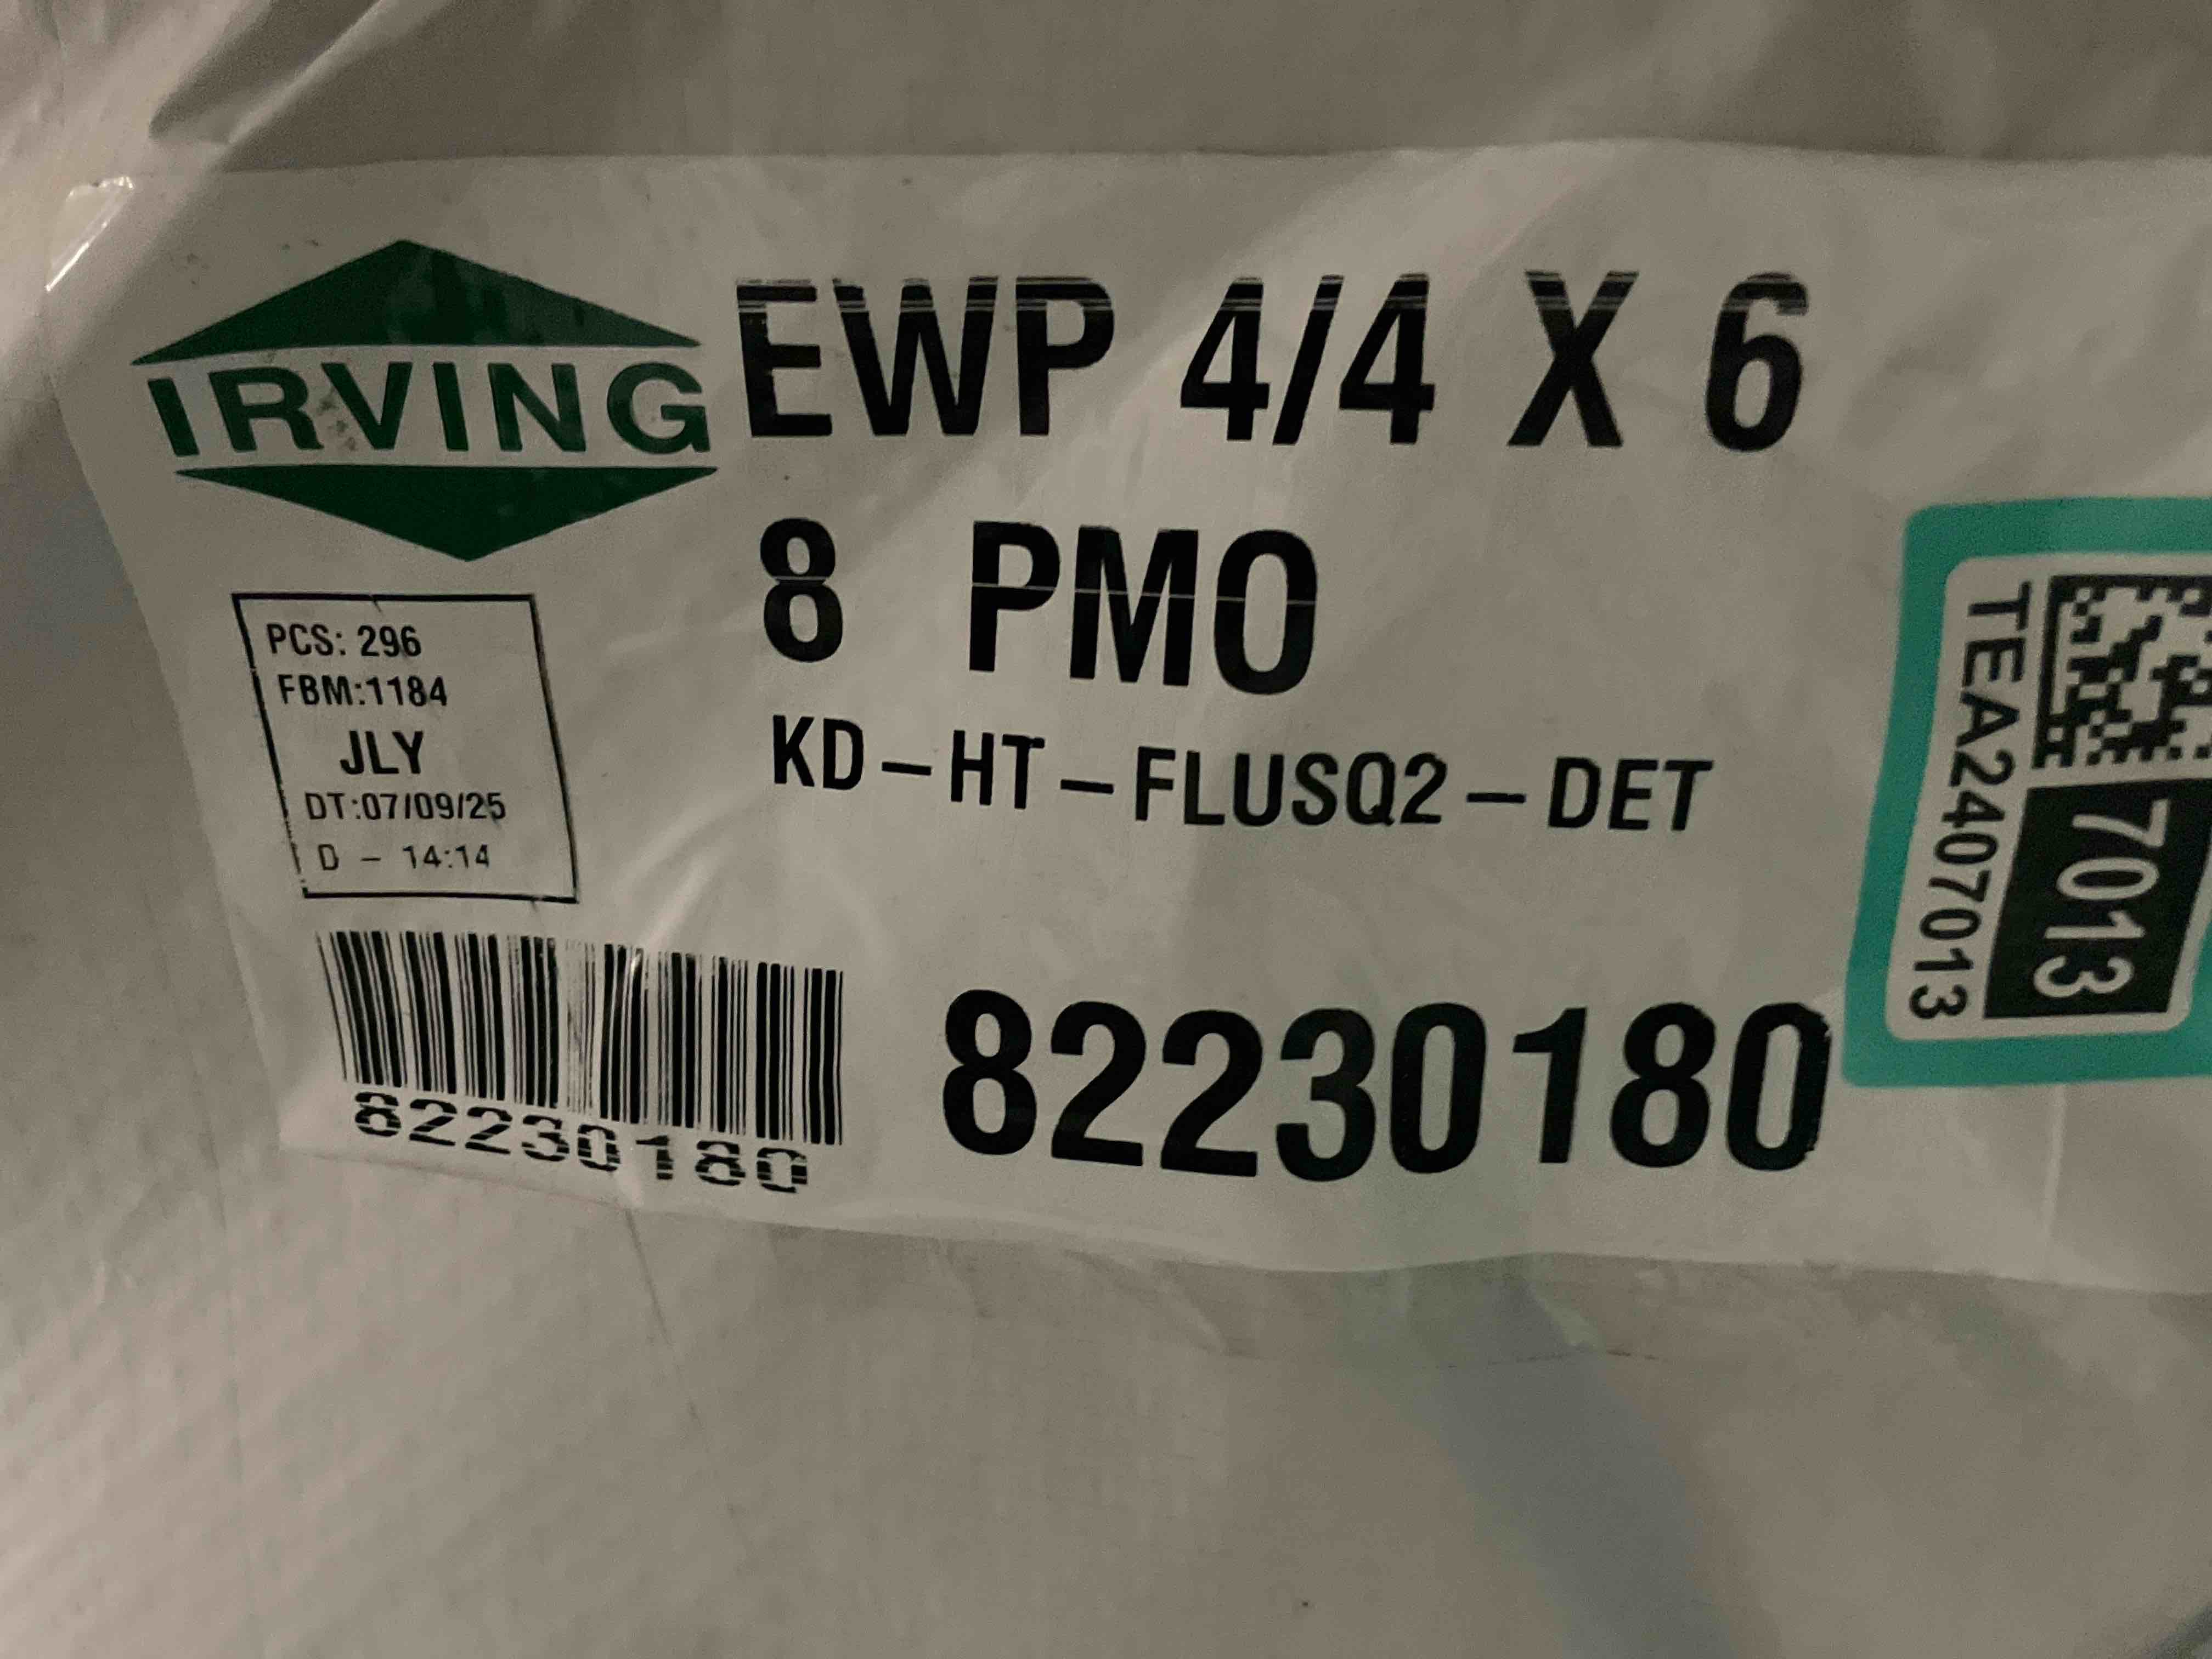 IRVING
EWP 4/4 X 6
8 PMO
KD-HT-FLUSQ2-DET
PCS: 296
FBM:1184
JLY
DT:07/09/25
D - 14:14
82230180
82230180
TEA2407013
7013